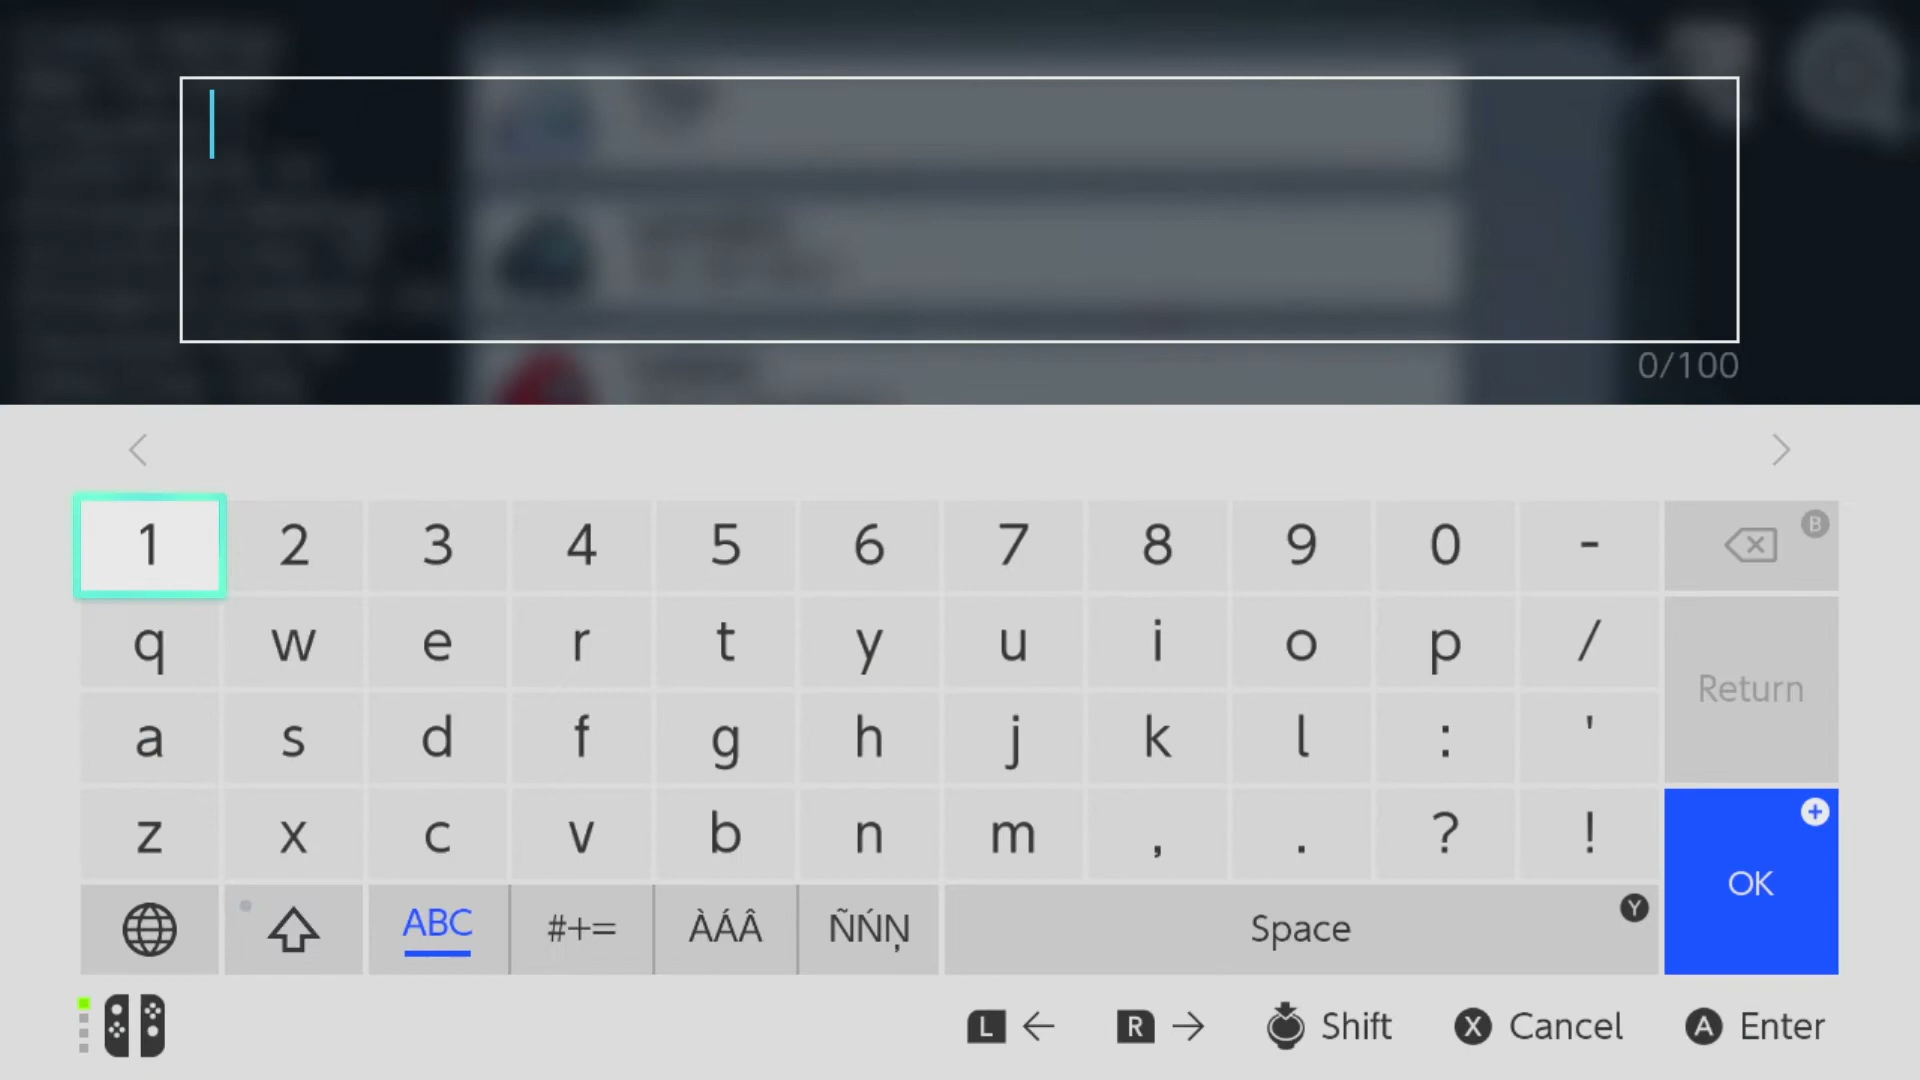 0/100
1 2 3 4 5 6 7 8 9 0 - B
q w e r t y u i o p /
Return
a s d f g h j k l : '
z x c v b n m , . ? ! +
OK
ABC #+= ÀÁÂ ÑŃŅ Space Y
L ← R → Shift X Cancel A Enter